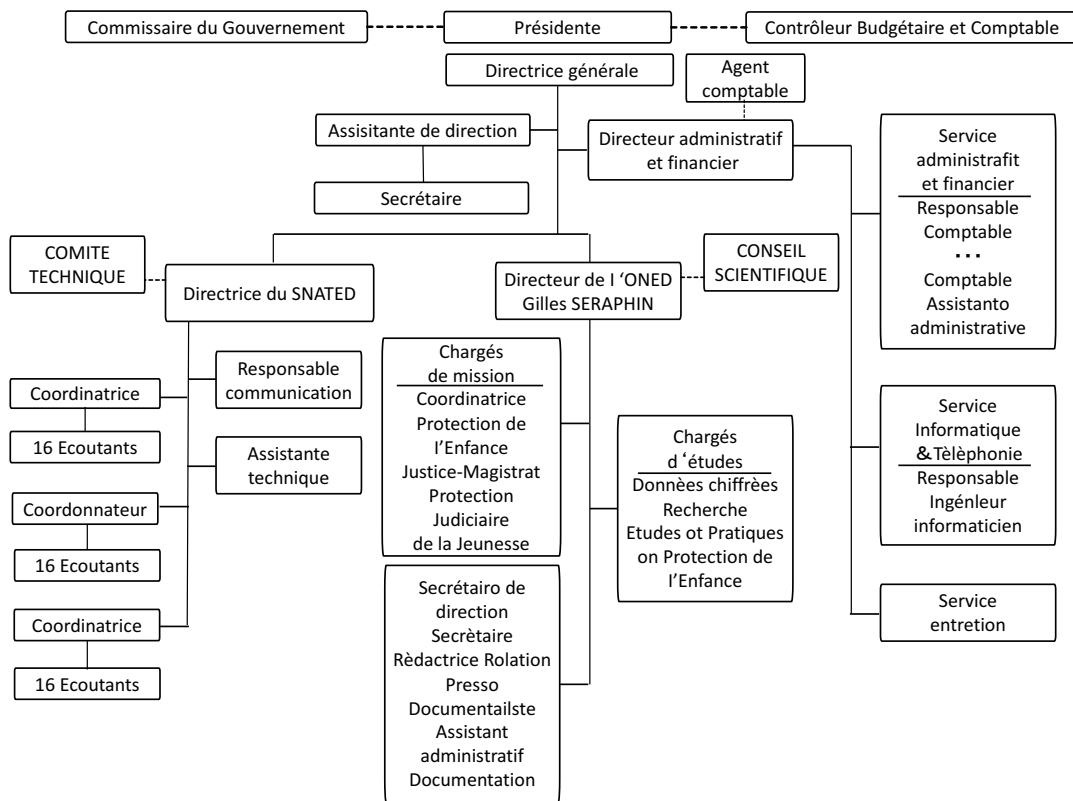 Commissaire du Gouvernement
Présidente
Contrôleur Budgétaire et Comptable
Directrice générale
Agent
comptable
Assisitante de direction
Directeur administratif
et financier
Secrétaire
Service
administrafit
et financier
Responsable
Comptable
...
Comptable
Assistanto
administrative
COMITE
TECHNIQUE
Directrice du SNATED
Directeur de I ‘ONED
Gilles SERAPHIN
CONSEIL
SCIENTIFIQUE
Responsable
communication
Coordinatrice
16 Ecoutants
Assistante
technique
Coordonnateur
16 Ecoutants
Coordinatrice
16 Ecoutants
Chargés
de mission
Coordinatrice
Protection de
I’Enfance
Justice-Magistrat
Protection
Judiciaire
de la Jeunesse
Chargés
d ‘études
Donnèes chiffrèes
Recherche
Etudes ot Pratiques
on Protection de
I’Enfance
Secrétairo de
direction
Secrètaire
Rèdactrice Rolation
Presso
Documentailste
Assistant
administratif
Documentation
Service
Informatique
&Tèlèphonie
Responsable
Ingénleur
informaticien
Service
entretion